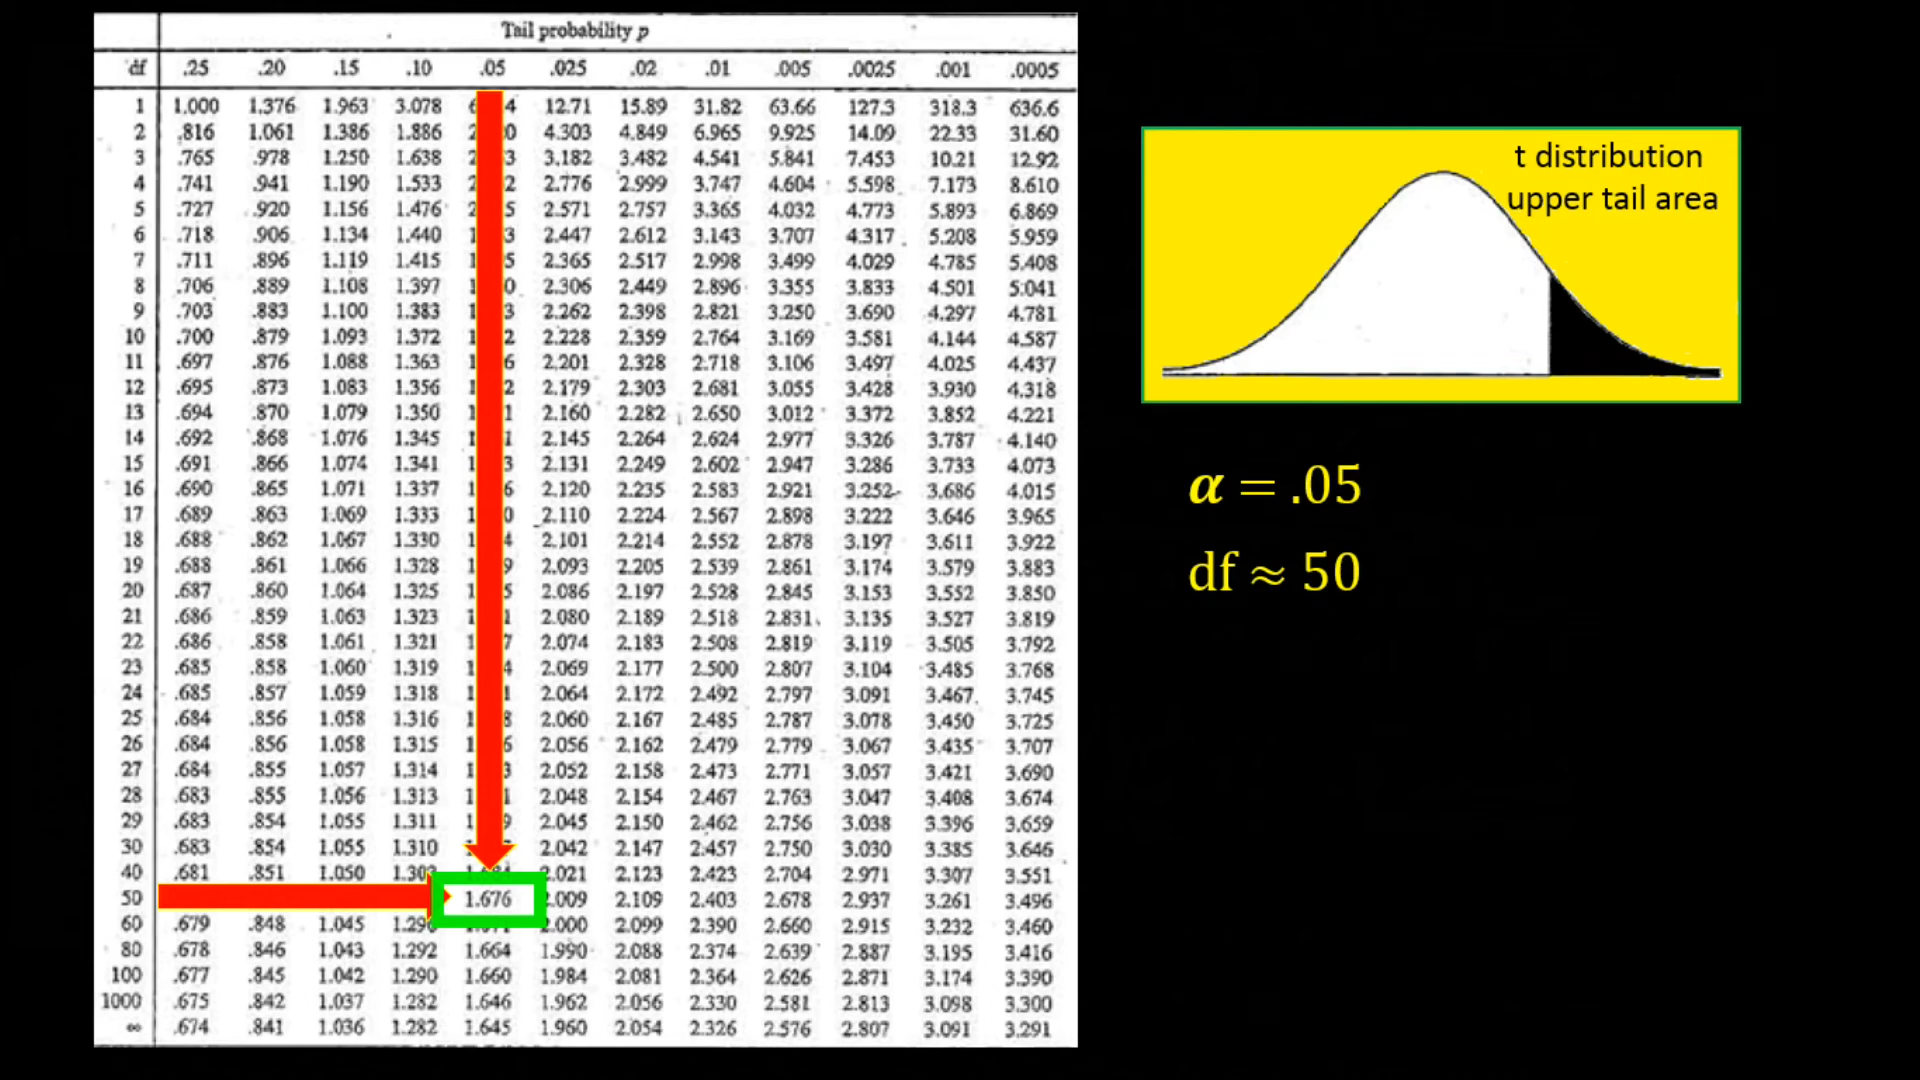 Tail probability p
df .25 .20 .15 .10 .05 .025 .02 .01 .005 .0025 .001 .0005
1 1.000 1.376 1.963 3.078 12.71 15.89 31.82 63.66 127.3 318.3 636.6
2 .816 1.061 1.386 1.886 4.303 4.849 6.965 9.925 14.09 22.33 31.60
3 .765 .978 1.250 1.638 3.182 3.482 4.541 5.841 7.453 10.21 12.92
4 .741 .941 1.190 1.533 2.776 2.999 3.747 4.604 5.598 7.173 8.610
5 .727 .920 1.156 1.476 2.571 2.757 3.365 4.032 4.773 5.893 6.869
6 .718 .906 1.134 1.440 2.447 2.612 3.143 3.707 4.317 5.208 5.959
7 .711 .896 1.119 1.415 2.365 2.517 2.998 3.499 4.029 4.785 5.408
8 .706 .889 1.108 1.397 2.306 2.449 2.896 3.355 3.833 4.501 5.041
9 .703 .883 1.100 1.383 2.262 2.398 2.821 3.250 3.690 4.297 4.781
10 .700 .879 1.093 1.372 2.228 2.359 2.764 3.169 3.581 4.144 4.587
11 .697 .876 1.088 1.363 2.201 2.328 2.718 3.106 3.497 4.025 4.437
12 .695 .873 1.083 1.356 2.179 2.303 2.681 3.055 3.428 3.930 4.318
13 .694 .870 1.079 1.350 2.160 2.282 2.650 3.012 3.372 3.852 4.221
14 .692 .868 1.076 1.345 2.145 2.264 2.624 2.977 3.326 3.787 4.140
15 .691 .866 1.074 1.341 2.131 2.249 2.602 2.947 3.286 3.733 4.073
16 .690 .865 1.071 1.337 2.120 2.235 2.583 2.921 3.252 3.686 4.015
17 .689 .863 1.069 1.333 2.110 2.224 2.567 2.898 3.222 3.646 3.965
18 .688 .862 1.067 1.330 2.101 2.214 2.552 2.878 3.197 3.611 3.922
19 .688 .861 1.066 1.328 2.093 2.205 2.539 2.861 3.174 3.579 3.883
20 .687 .860 1.064 1.325 2.086 2.197 2.528 2.845 3.153 3.552 3.850
21 .686 .859 1.063 1.323 2.080 2.189 2.518 2.831 3.135 3.527 3.819
22 .686 .858 1.061 1.321 2.074 2.183 2.508 2.819 3.119 3.505 3.792
23 .685 .858 1.060 1.319 2.069 2.177 2.500 2.807 3.104 3.485 3.768
24 .685 .857 1.059 1.318 2.064 2.172 2.492 2.797 3.091 3.467 3.745
25 .684 .856 1.058 1.316 2.060 2.167 2.485 2.787 3.078 3.450 3.725
26 .684 .856 1.058 1.315 2.056 2.162 2.479 2.779 3.067 3.435 3.707
27 .684 .855 1.057 1.314 2.052 2.158 2.473 2.771 3.057 3.421 3.690
28 .683 .855 1.056 1.313 2.048 2.154 2.467 2.763 3.047 3.408 3.674
29 .683 .854 1.055 1.311 2.045 2.150 2.462 2.756 3.038 3.396 3.659
30 .683 .854 1.055 1.310 2.042 2.147 2.457 2.750 3.030 3.385 3.646
40 .681 .851 1.050 2.021 2.123 2.423 2.704 2.971 3.307 3.551
50 1.676 2.009 2.109 2.403 2.678 2.937 3.261 3.496
60 .679 .848 1.045 2.000 2.099 2.390 2.660 2.915 3.232 3.460
80 .678 .846 1.043 1.292 1.664 1.990 2.088 2.374 2.639 2.887 3.195 3.416
100 .677 .845 1.042 1.290 1.660 1.984 2.081 2.364 2.626 2.871 3.174 3.390
1000 .675 .842 1.037 1.282 1.646 1.962 2.056 2.330 2.581 2.813 3.098 3.300
∞ .674 .841 1.036 1.282 1.645 1.960 2.054 2.326 2.576 2.807 3.091 3.291
t distribution
upper tail area
α = .05
df ≈ 50